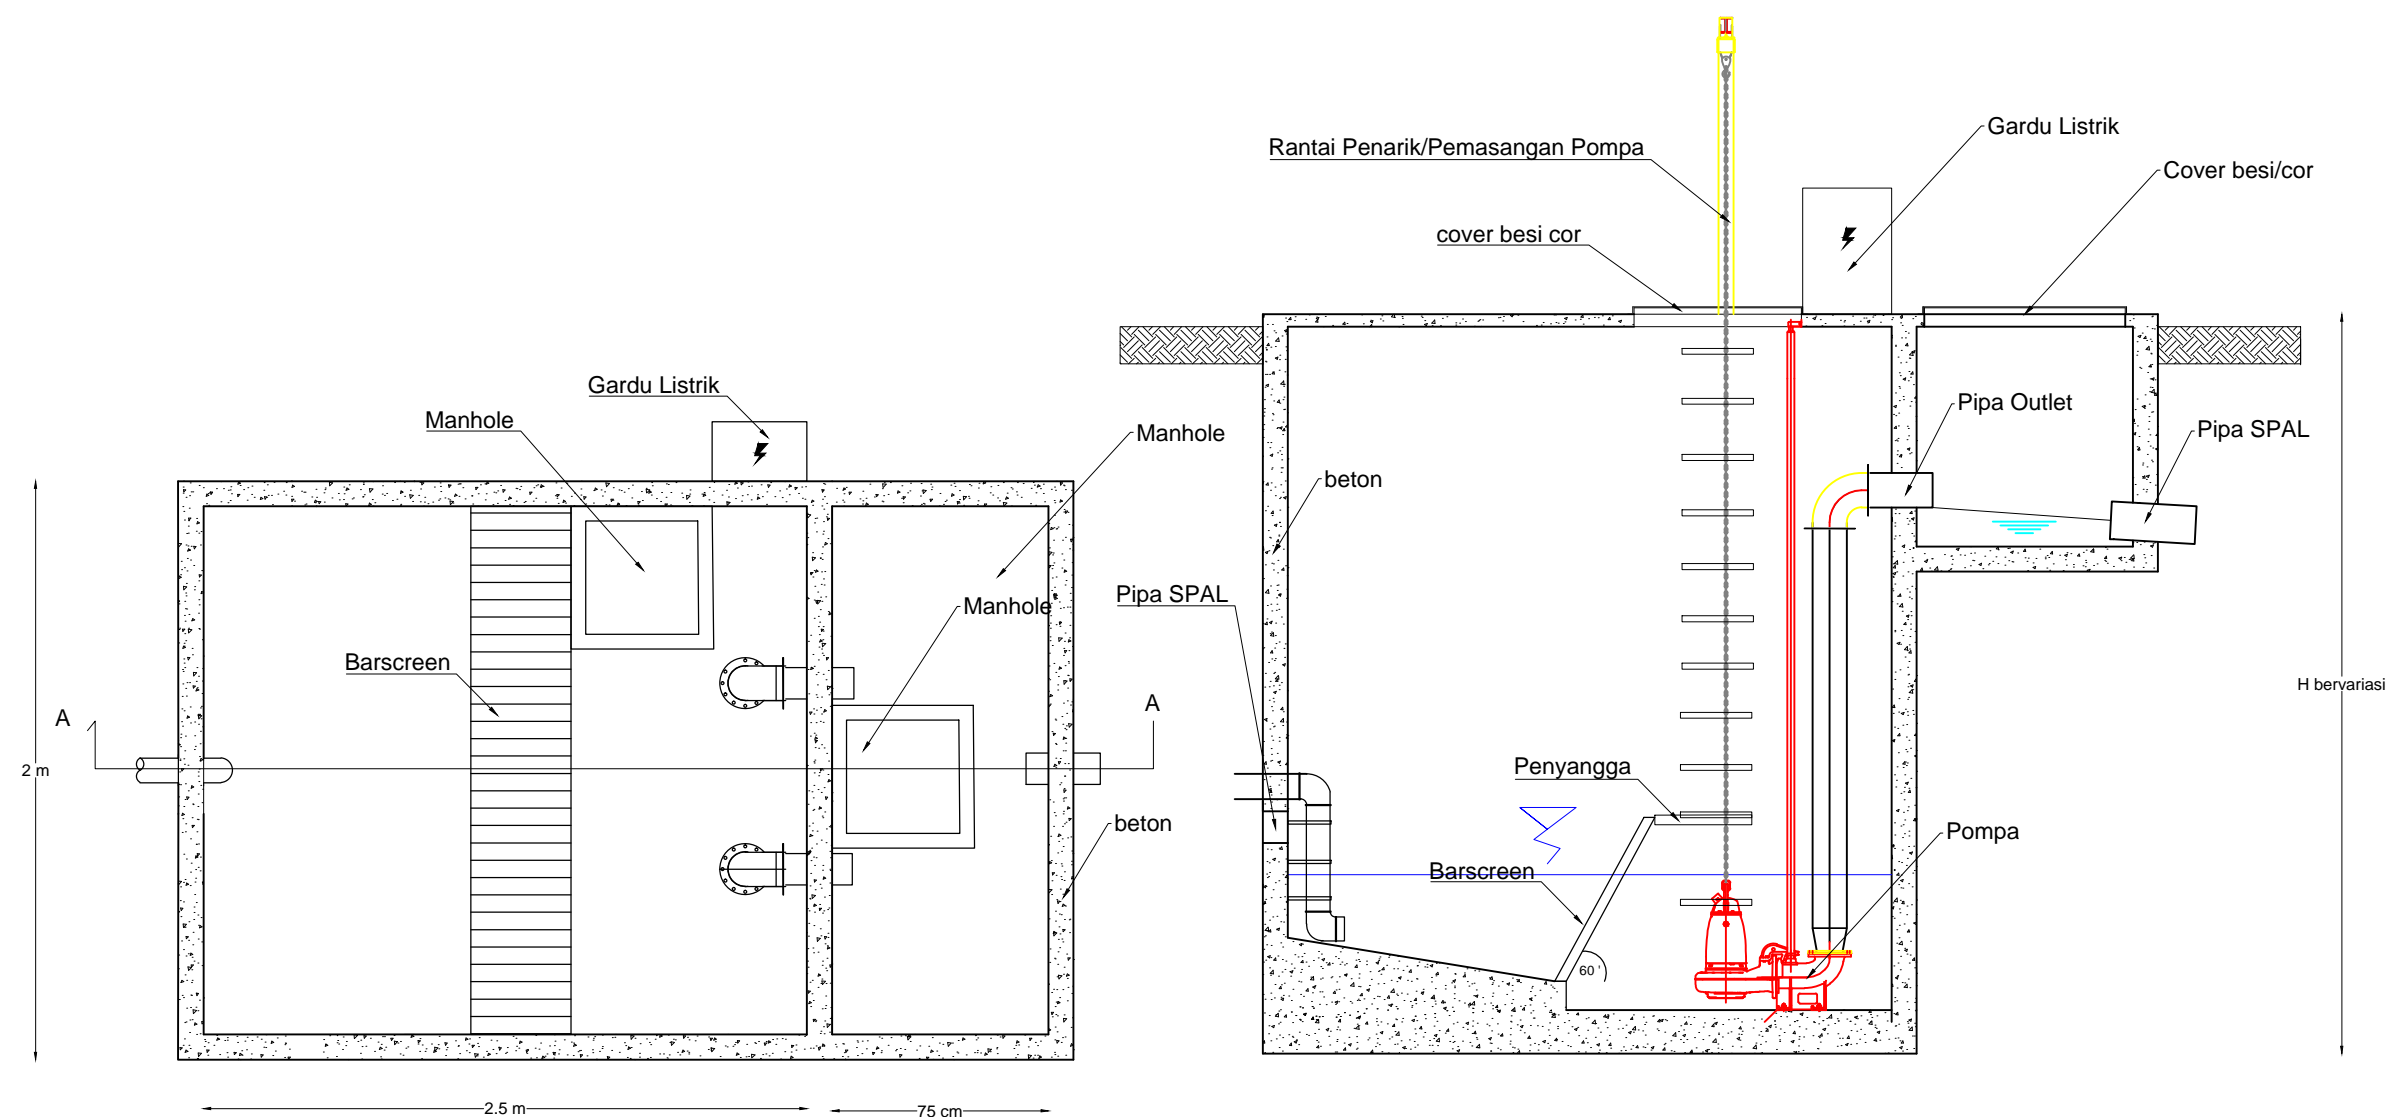 Gardu Listrik
Manhole
Manhole
Manhole
Barscreen
A
A
2 m
beton
2.5 m
75 cm
Gardu Listrik
Rantai Penarik/Pemasangan Pompa
Cover besi/cor
cover besi cor
Pipa Outlet
Pipa SPAL
beton
Pipa SPAL
H bervariasi
Penyangga
Pompa
Barscreen
60 '